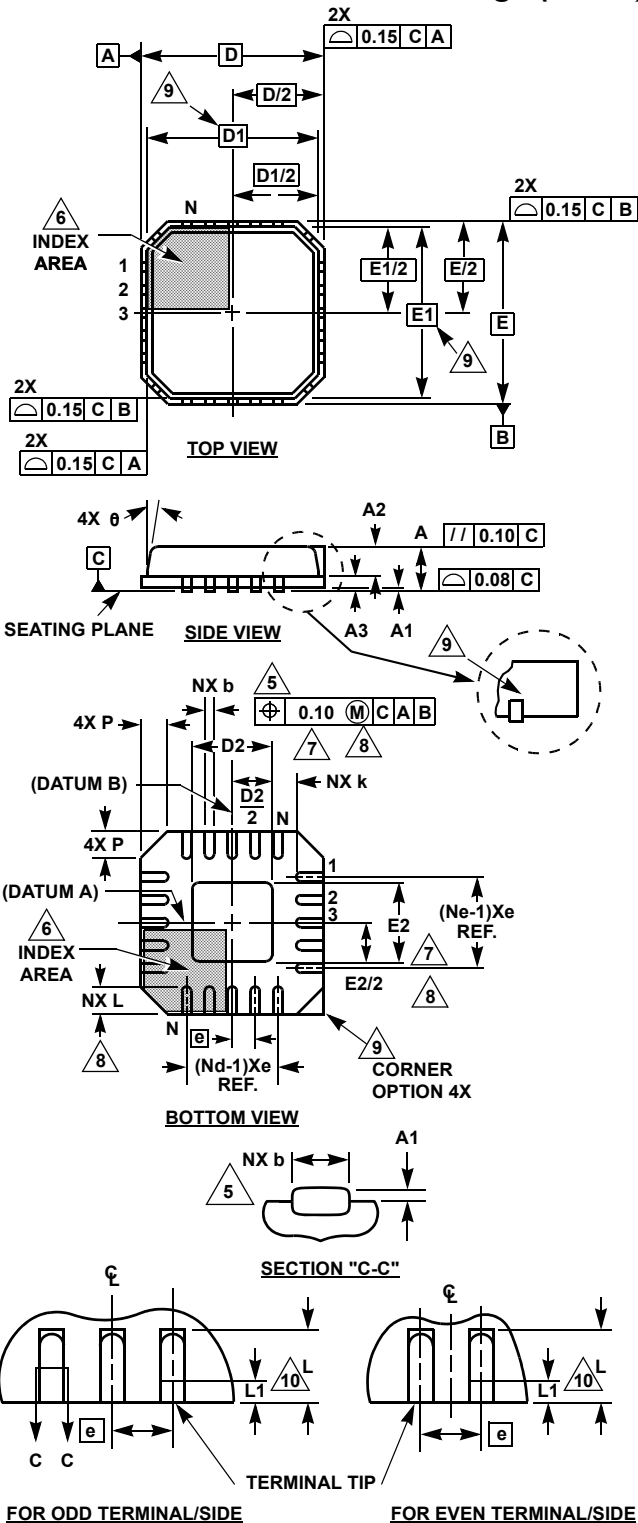 2X
A
D
0.15 C A
9
D/2
D1
D1/2
2X
0.15 C B
6
INDEX
AREA
N
1
2
3
E1/2
E/2
E1
E
9
2X
0.15 C B
2X
0.15 C A
B
TOP VIEW
4X θ
A2
A
// 0.10 C
C
0.08 C
SEATING PLANE
SIDE VIEW
A3
A1
9
NX b
5
⌖ 0.10 Ⓜ C A B
4X P
D2
7
8
(DATUM B)
D2
2
N
NX k
4X P
1
2
3
(DATUM A)
(Ne-1)Xe
REF.
E2
6
INDEX
AREA
7
E2/2
8
NX L
N
e
8
(Nd-1)Xe
REF.
9
CORNER
OPTION 4X
BOTTOM VIEW
A1
NX b
5
SECTION "C-C"
C L
C L
L
10
L1
L
10
L1
e
e
C C
TERMINAL TIP
FOR ODD TERMINAL/SIDE
FOR EVEN TERMINAL/SIDE